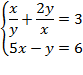 x/y + 2y/x = 3
5x − y = 6